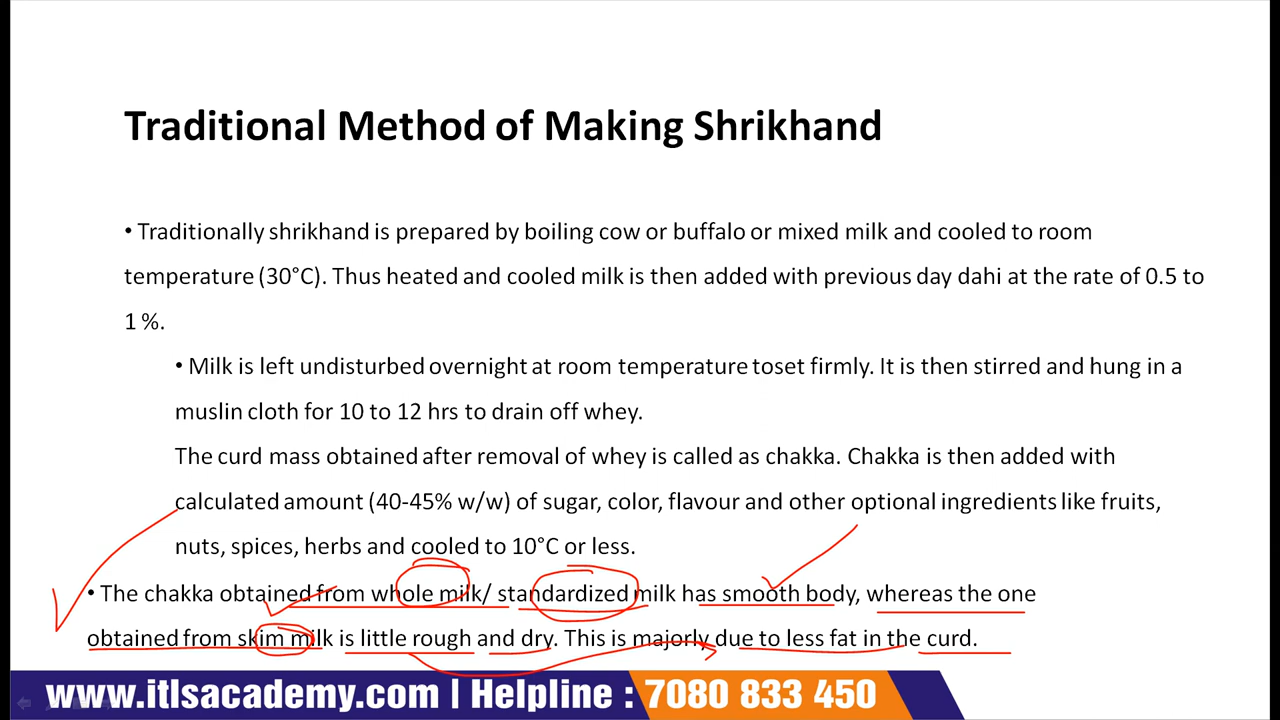 Traditional Method of Making Shrikhand
• Traditionally shrikhand is prepared by boiling cow or buffalo or mixed milk and cooled to room
temperature (30°C). Thus heated and cooled milk is then added with previous day dahi at the rate of 0.5 to
1 %.
• Milk is left undisturbed overnight at room temperature toset firmly. It is then stirred and hung in a
muslin cloth for 10 to 12 hrs to drain off whey.
The curd mass obtained after removal of whey is called as chakka. Chakka is then added with
calculated amount (40-45% w/w) of sugar, color, flavour and other optional ingredients like fruits,
nuts, spices, herbs and cooled to 10°C or less.
• The chakka obtained from whole milk/ standardized milk has smooth body, whereas the one
obtained from skim milk is little rough and dry. This is majorly due to less fat in the curd.
www.itlsacademy.com | Helpline : 7080 833 450